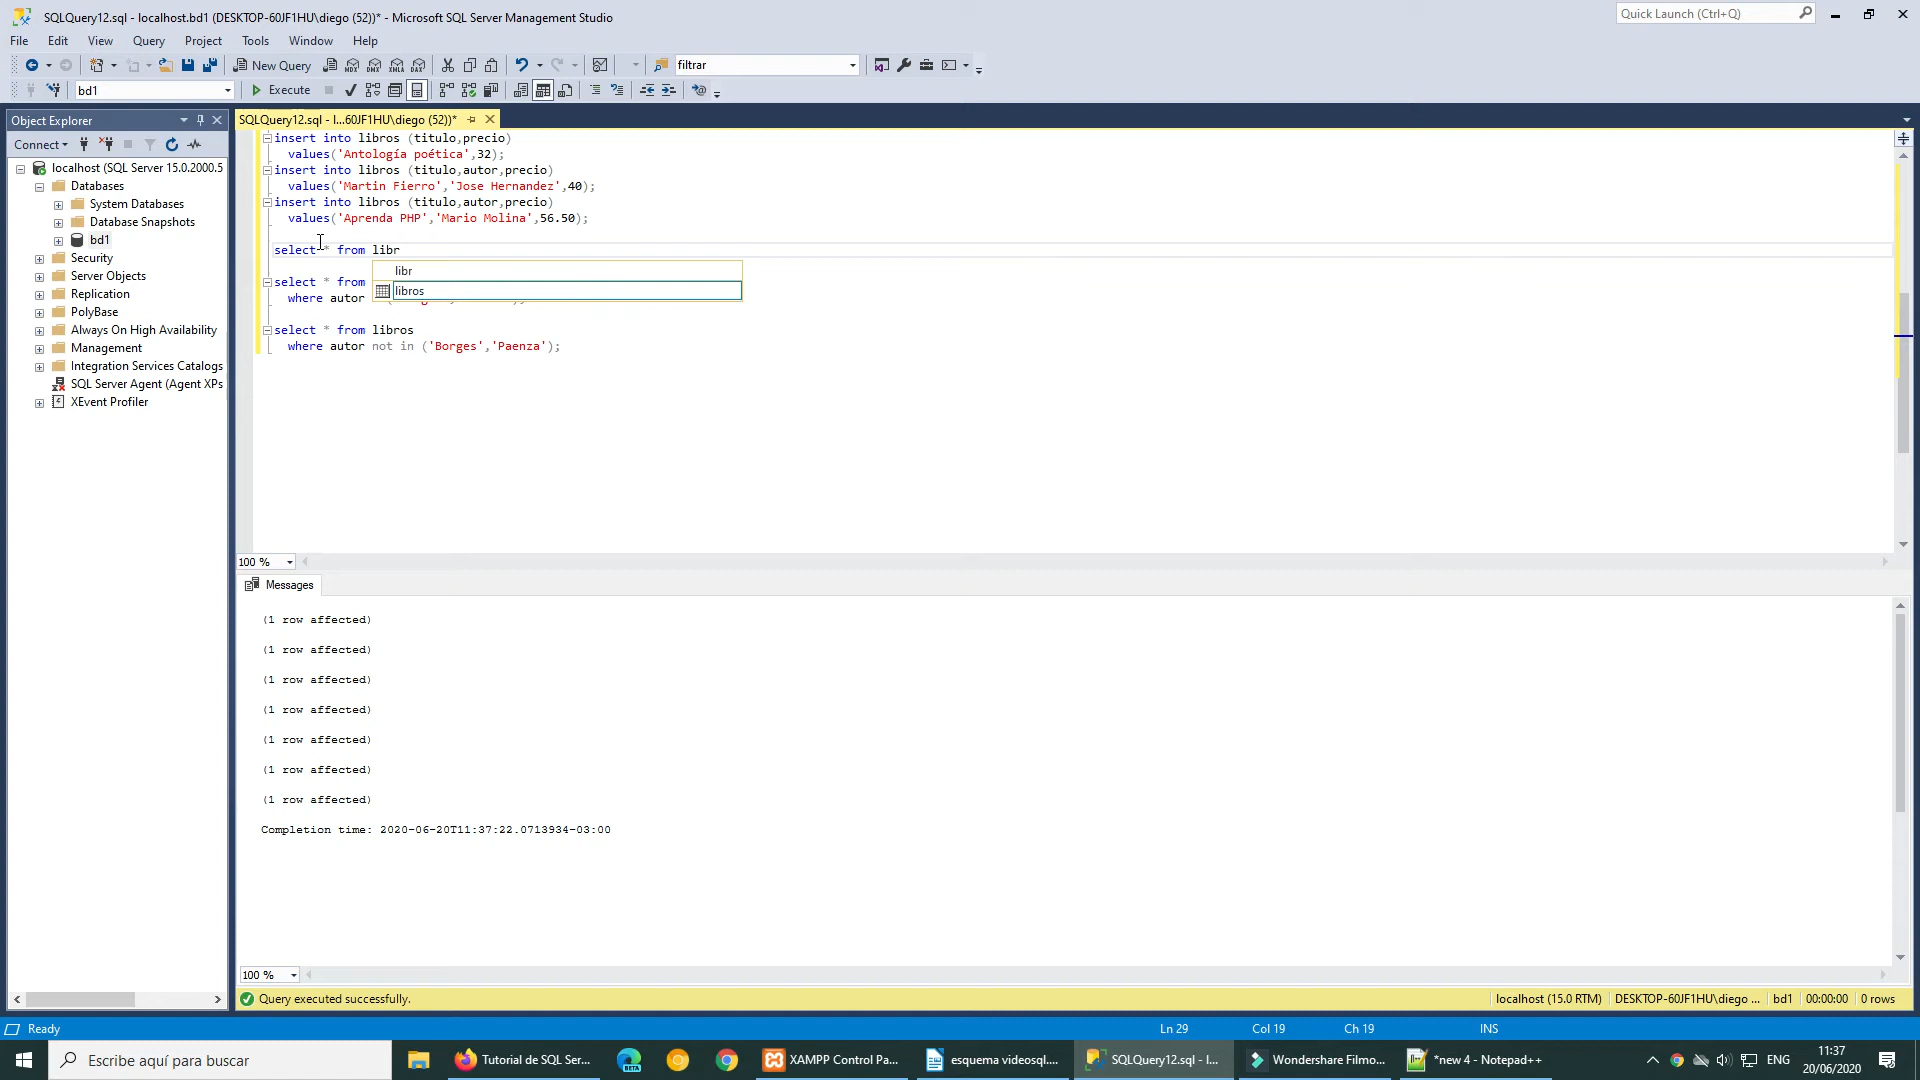 SQLQuery12.sql - localhost.bd1 (DESKTOP-60JF1HU\diego (52))* - Microsoft SQL Server Management Studio
Quick Launch (Ctrl+Q)
File Edit View Query Project Tools Window Help
New Query
filtrar
bd1
Execute
Object Explorer
Connect
localhost (SQL Server 15.0.2000.5
Databases
System Databases
Database Snapshots
bd1
Security
Server Objects
Replication
PolyBase
Always On High Availability
Management
Integration Services Catalogs
SQL Server Agent (Agent XPs
XEvent Profiler
SQLQuery12.sql - l...60JF1HU\diego (52))*
insert into libros (titulo,precio)
values('Antología poética',32);
insert into libros (titulo,autor,precio)
values('Martin Fierro','Jose Hernandez',40);
insert into libros (titulo,autor,precio)
values('Aprenda PHP','Mario Molina',56.50);
select * from libr
libr
libros
select * from
where autor
select * from libros
where autor not in ('Borges','Paenza');
100 %
Messages
(1 row affected)
(1 row affected)
(1 row affected)
(1 row affected)
(1 row affected)
(1 row affected)
(1 row affected)
Completion time: 2020-06-20T11:37:22.0713934-03:00
100 %
Query executed successfully.
localhost (15.0 RTM) DESKTOP-60JF1HU\diego ... bd1 00:00:00 0 rows
Ready
Ln 29 Col 19 Ch 19 INS
Escribe aquí para buscar
Tutorial de SQL Ser...
BETA
XAMPP Control Pa...
esquema videosql....
SQLQuery12.sql - l...
Wondershare Filmo...
*new 4 - Notepad++
ENG
11:37
20/06/2020